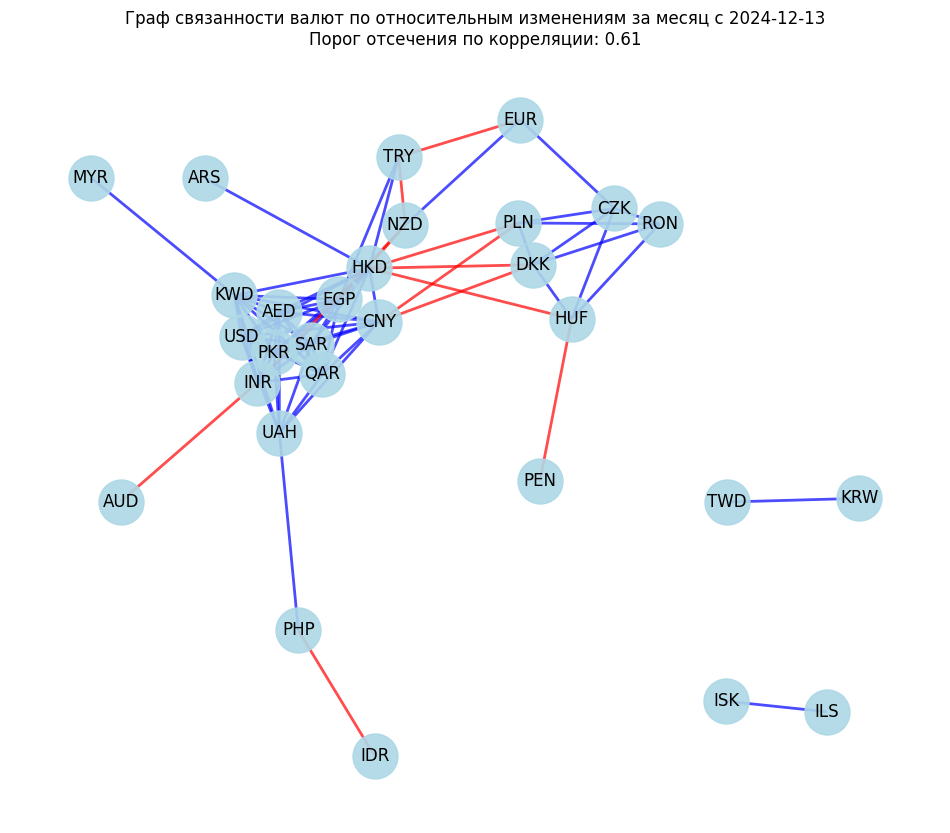 Граф связанности валют по относительным изменениям за месяц с 2024-12-13
Порог отсечения по корреляции: 0.61
EUR
TRY
MYR
ARS
CZK
NZD
PLN
RON
HKD
DKK
KWD
EGP
AED
CNY
HUF
USD
SAR
PKR
QAR
INR
UAH
PEN
AUD
TWD
KRW
PHP
ISK
ILS
IDR